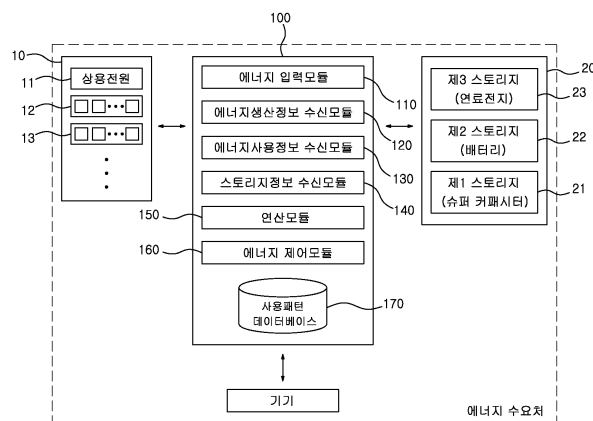 100
10
11
상용전원
12
13
에너지 입력모듈
110
에너지생산정보 수신모듈
120
에너지사용정보 수신모듈
130
스토리지정보 수신모듈
140
150
연산모듈
160
에너지 제어모듈
사용패턴
데이터베이스
170
20
제3 스토리지
(연료전지)
23
제2 스토리지
(배터리)
22
제1 스토리지
(슈퍼 커패시터)
21
기기
에너지 수요처